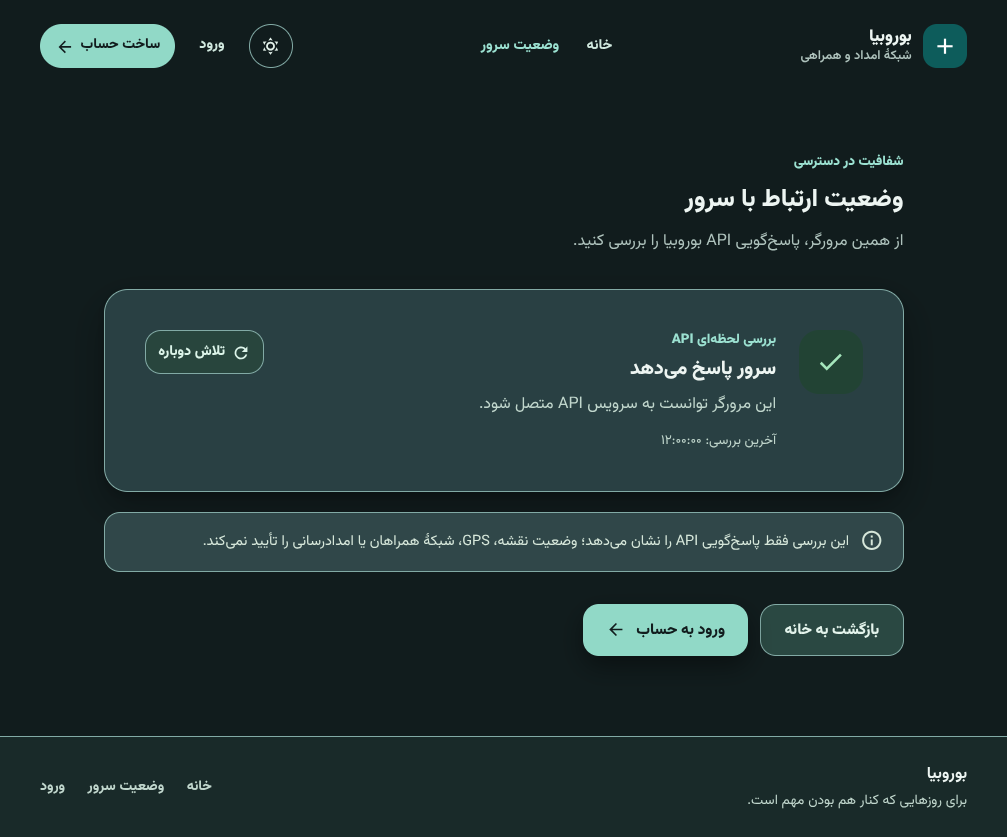 بوروبیا
شبکهٔ امداد و همراهی
خانه
وضعیت سرور
ورود
ساخت حساب
شفافیت در دسترسی
وضعیت ارتباط با سرور
از همین مرورگر، پاسخ‌گویی API بوروبیا را بررسی کنید.
بررسی لحظه‌ای API
سرور پاسخ می‌دهد
این مرورگر توانست به سرویس API متصل شود.
آخرین بررسی: ۱۲:۰۰:۰۰
تلاش دوباره
این بررسی فقط پاسخ‌گویی API را نشان می‌دهد؛ وضعیت نقشه، GPS، شبکهٔ همراهان یا امدادرسانی را تأیید نمی‌کند.
بازگشت به خانه
ورود به حساب
بوروبیا
برای روزهایی که کنار هم بودن مهم است.
خانه
وضعیت سرور
ورود